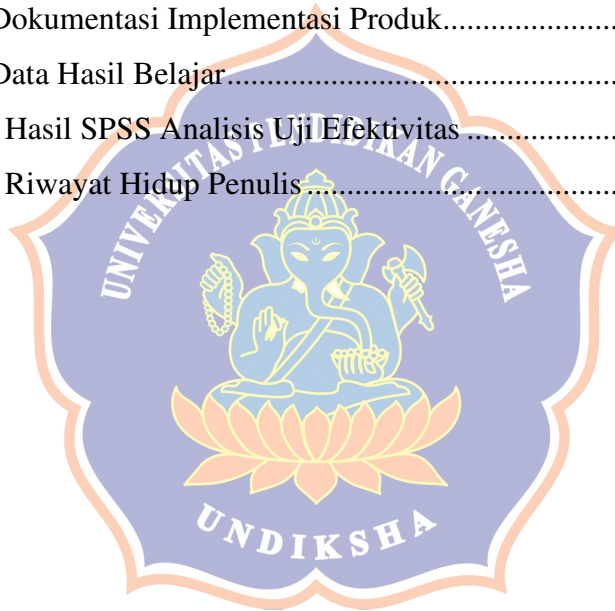 Dokumentasi Implementasi Produk......................
Data Hasil Belajar................................................
Hasil SPSS Analisis Uji Efektivitas ..................
Riwayat Hidup Penulis.......................................
UNIVERSITAS PENDIDIKAN GANESHA
UNDIKSHA